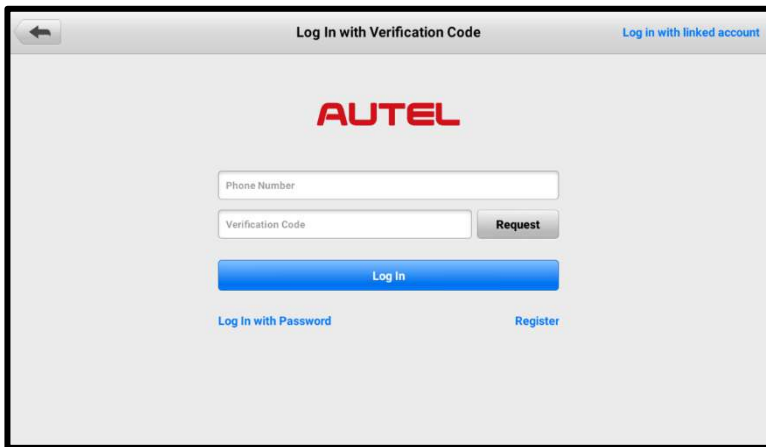 Log In with Verification Code
Log in with linked account
AUTEL
Phone Number
Verification Code
Request
Log In
Log In with Password
Register